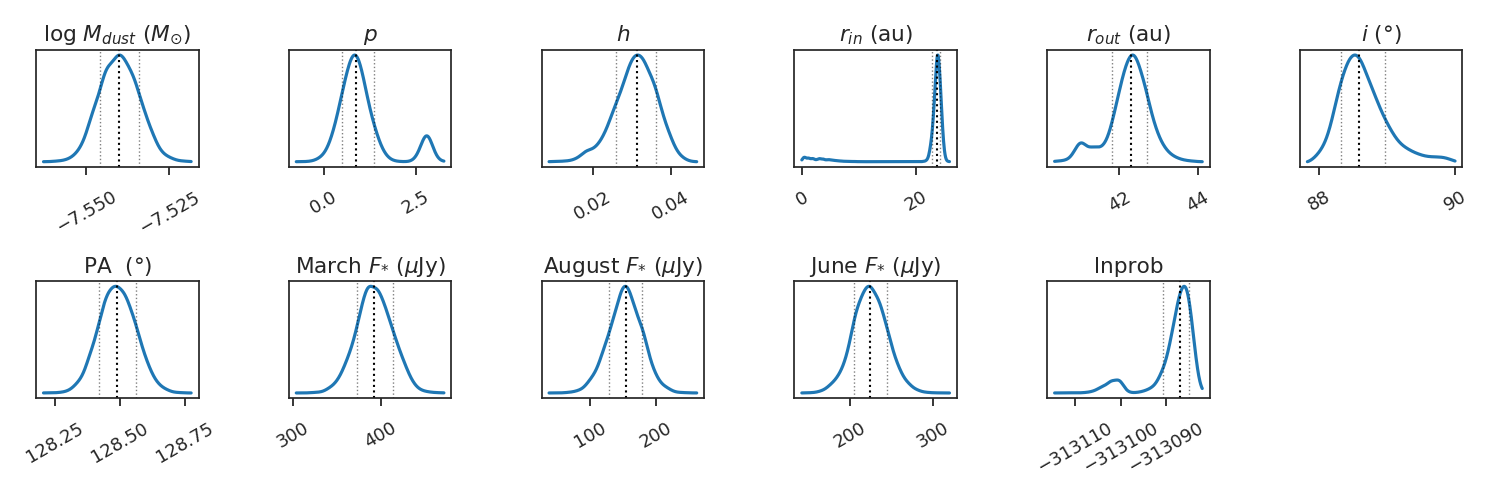 log M_dust (M_⊙) p h r_in (au) r_out (au) i (°)
−7.550 −7.525 0.0 2.5 0.02 0.04 0 20 42 44 88 90
PA (°) March F_* (μJy) August F_* (μJy) June F_* (μJy) lnprob
128.25 128.50 128.75 300 400 100 200 200 300 −313110 −313100 −313090